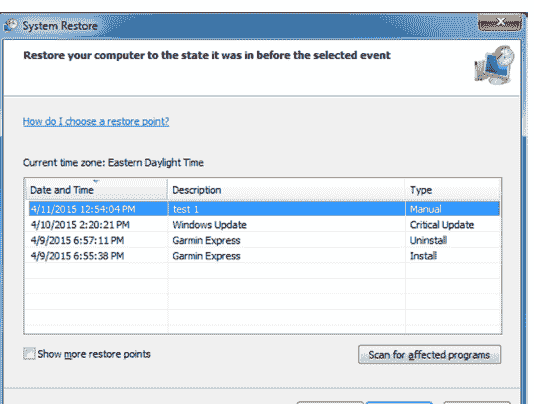 System Restore
Restore your computer to the state it was in before the selected event
How do I choose a restore point?
Current time zone: Eastern Daylight Time
Date and Time Description Type
4/11/2015 12:54:04 PM test 1 Manual
4/10/2015 2:20:21 PM Windows Update Critical Update
4/9/2015 6:57:11 PM Garmin Express Uninstall
4/9/2015 6:55:38 PM Garmin Express Install
Show more restore points Scan for affected programs